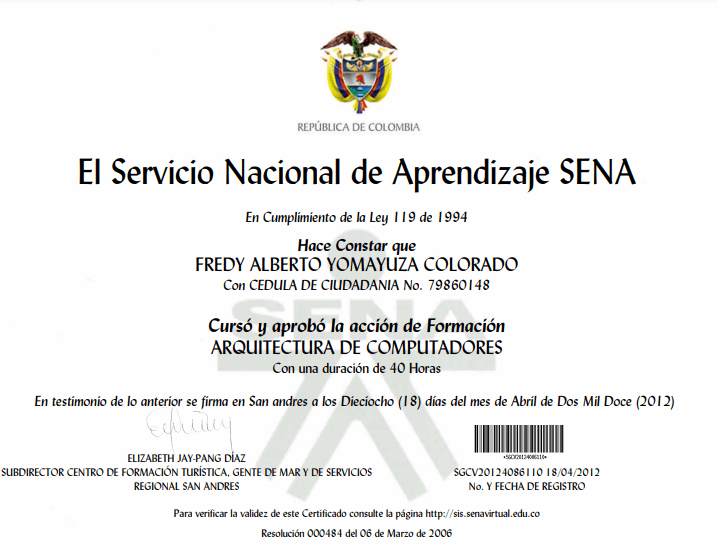 REPÚBLICA DE COLOMBIA
El Servicio Nacional de Aprendizaje SENA
En Cumplimiento de la Ley 119 de 1994
Hace Constar que
FREDY ALBERTO YOMAYUZA COLORADO
Con CEDULA DE CIUDADANIA No. 79860148
SENA
Cursó y aprobó la acción de Formación
ARQUITECTURA DE COMPUTADORES
Con una duración de 40 Horas
En testimonio de lo anterior se firma en San andres a los Dieciocho (18) días del mes de Abril de Dos Mil Doce (2012)
*SGCV20124086110*
ELIZABETH JAY-PANG DÍAZ
SUBDIRECTOR CENTRO DE FORMACIÓN TURÍSTICA, GENTE DE MAR Y DE SERVICIOS
REGIONAL SAN ANDRES
SGCV20124086110 18/04/2012
No. Y FECHA DE REGISTRO
Para verificar la validez de este Certificado consulte la página http://sis.senavirtual.edu.co
Resolución 000484 del 06 de Marzo de 2006